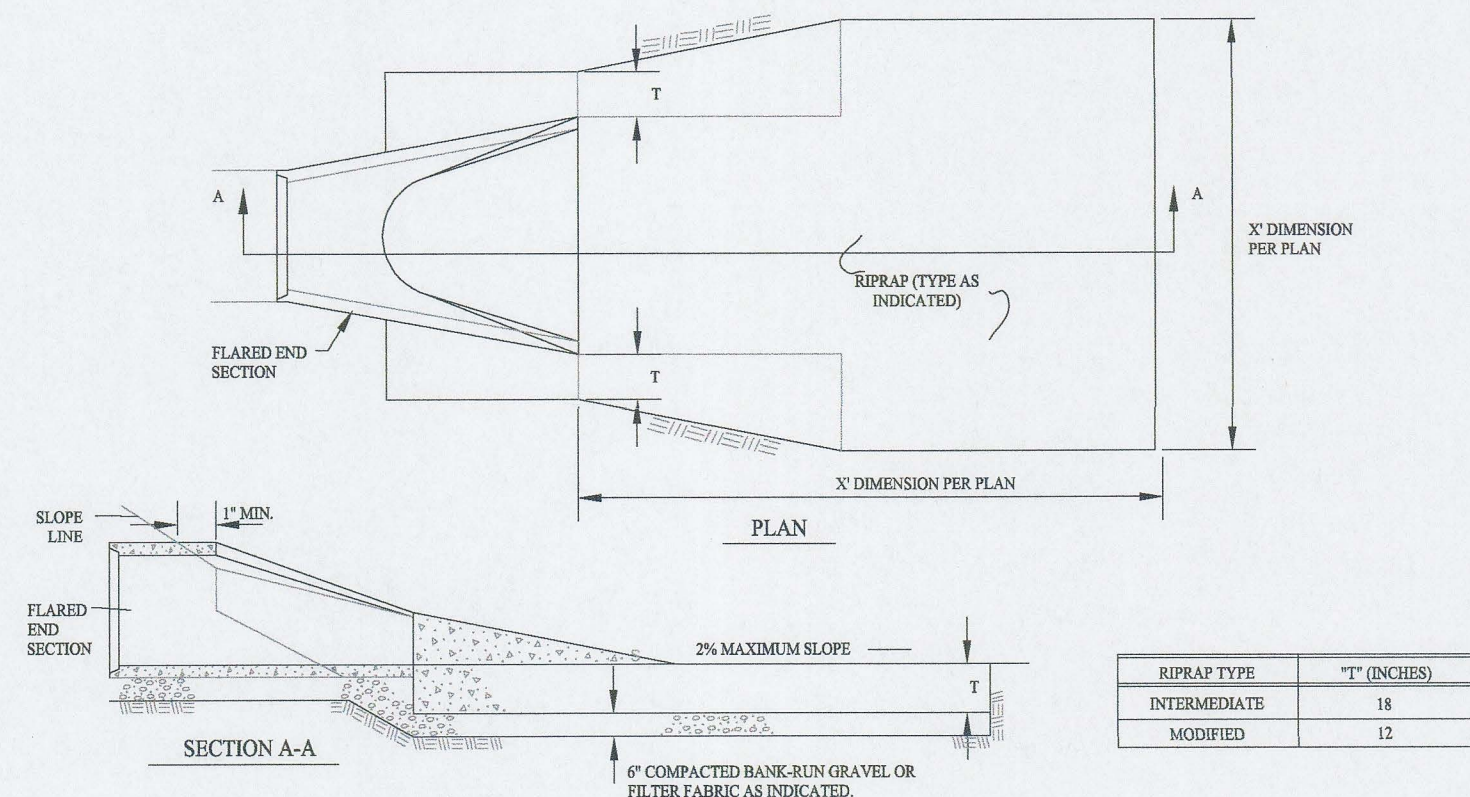 T
A
A
X' DIMENSION
PER PLAN
RIPRAP (TYPE AS
INDICATED)
FLARED END
SECTION
T
X' DIMENSION PER PLAN
PLAN
SLOPE
LINE
1" MIN.
FLARED
END
SECTION
S
2% MAXIMUM SLOPE
T
SECTION A-A
6" COMPACTED BANK-RUN GRAVEL OR
FILTER FABRIC AS INDICATED.
RIPRAP TYPE "T" (INCHES)
INTERMEDIATE 18
MODIFIED 12